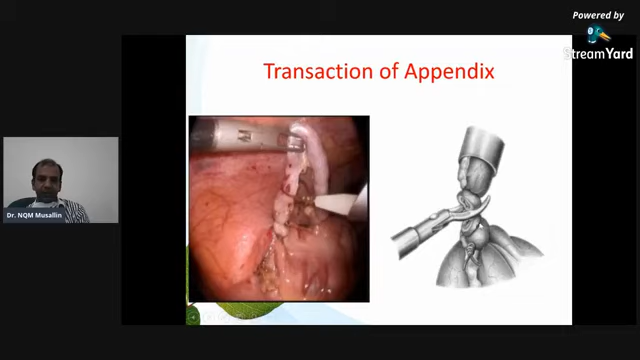 Powered by
StreamYard
Transaction of Appendix
Dr. NQM Musallin